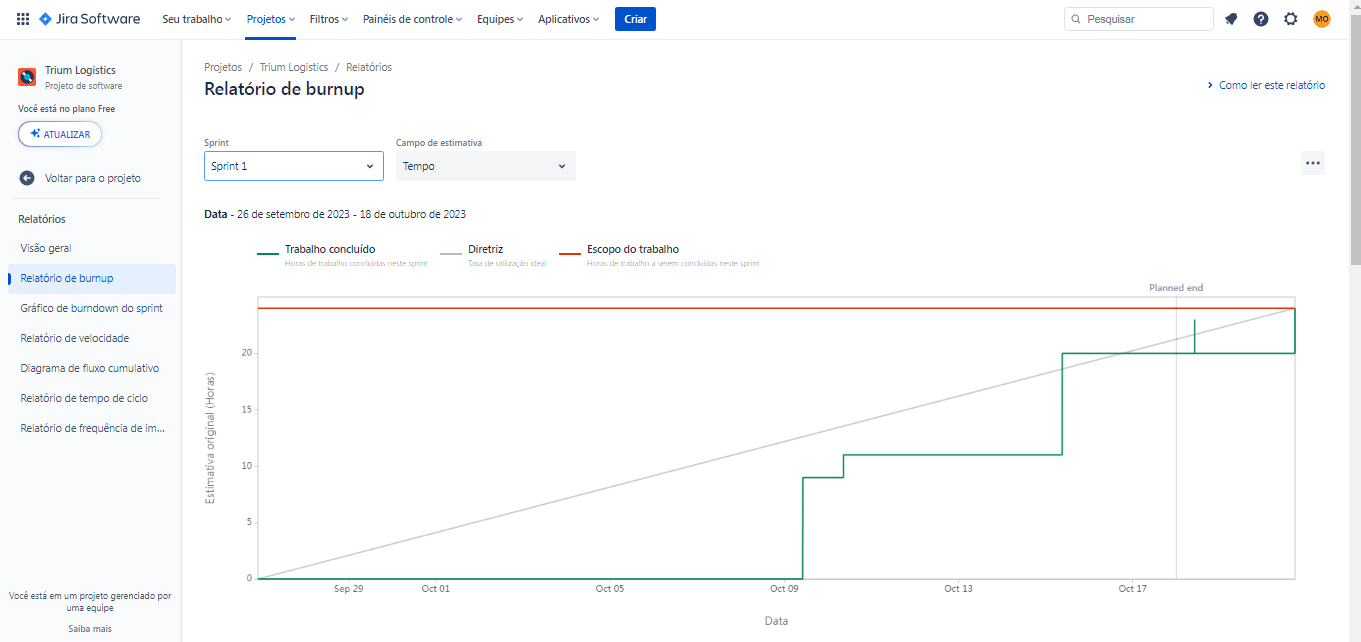 Jira Software Seu trabalho Projetos Filtros Painéis de controle Equipes Aplicativos Criar Pesquisar MO
Trium Logistics
Projeto de software
Você está no plano Free
ATUALIZAR
Voltar para o projeto
Relatórios
Visão geral
Relatório de burnup
Gráfico de burndown do sprint
Relatório de velocidade
Diagrama de fluxo cumulativo
Relatório de tempo de ciclo
Relatório de frequência de im...
Você está em um projeto gerenciado por
uma equipe
Saiba mais
Projetos / Trium Logistics / Relatórios
Relatório de burnup
Como ler este relatório
Sprint Campo de estimativa
Sprint 1 Tempo
Data - 26 de setembro de 2023 - 18 de outubro de 2023
Trabalho concluído Diretriz Escopo do trabalho
Horas de trabalho concluídas neste sprint Taxa de utilização ideal Horas de trabalho a serem concluídas neste sprint
Planned end
Estimativa original (Horas)
20
15
10
5
0
Sep 29 Oct 01 Oct 05 Oct 09 Oct 13 Oct 17
Data